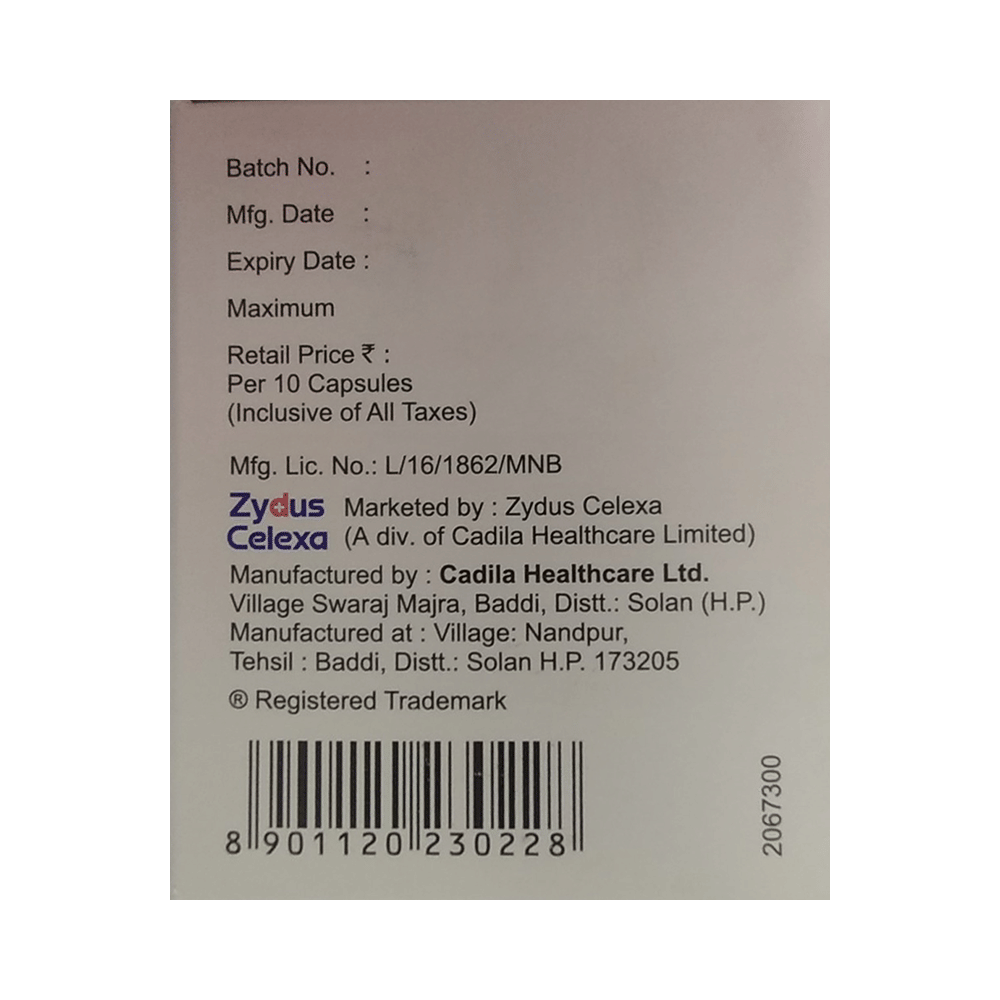 Batch No. :
Mfg. Date :
Expiry Date :
Maximum
Retail Price ₹ :
Per 10 Capsules
(Inclusive of All Taxes)
Mfg. Lic. No.: L/16/1862/MNB
Zydus
Celexa
Marketed by : Zydus Celexa
(A div. of Cadila Healthcare Limited)
Manufactured by : Cadila Healthcare Ltd.
Village Swaraj Majra, Baddi, Distt.: Solan (H.P.)
Manufactured at : Village: Nandpur,
Tehsil : Baddi, Distt.: Solan H.P. 173205
® Registered Trademark
8 901120 230228
2067300